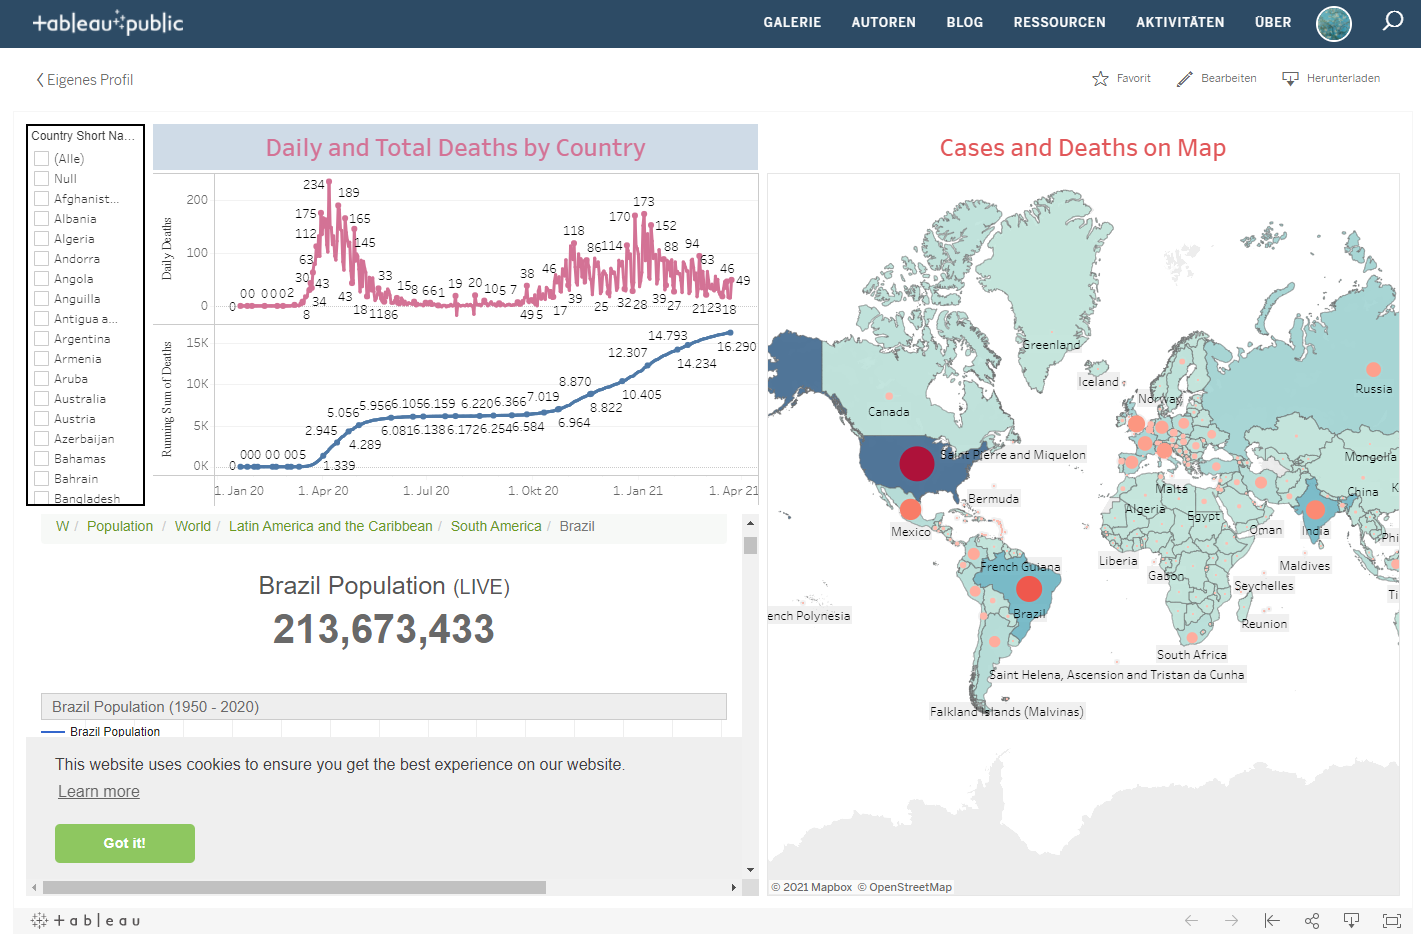 tableau public
GALERIE AUTOREN BLOG RESSOURCEN AKTIVITÄTEN ÜBER
Eigenes Profil
Favorit Bearbeiten Herunterladen
Country Short Na...
(Alle)
Null
Afghanist...
Albania
Algeria
Andorra
Angola
Anguilla
Antigua a...
Argentina
Armenia
Aruba
Australia
Austria
Azerbaijan
Bahamas
Bahrain
Bangladesh
Daily and Total Deaths by Country
Daily Deaths
200
100
0
234
189
175
165
112
145
63
30
43
33
34
8
43
18
1186
15
8
661
19
20
105
7
38
46
118
86
114
170
173
152
88
94
63
46
49
495
17
39
25
32
28
39
27
21
23
18
0
00
00
02
Running Sum of Deaths
15K
10K
5K
0K
0
000
00
005
1.339
2.945
4.289
5.056
5.956
6.081
6.105
6.138
6.159
6.172
6.220
6.254
6.366
6.584
7.019
6.964
8.870
8.822
12.307
10.405
14.793
14.234
16.290
1. Jan 20 1. Apr 20 1. Jul 20 1. Okt 20 1. Jan 21 1. Apr 21
W / Population / World / Latin America and the Caribbean / South America / Brazil
Brazil Population (LIVE)
213,673,433
Brazil Population (1950 - 2020)
Brazil Population
This website uses cookies to ensure you get the best experience on our website.
Learn more
Got it!
Cases and Deaths on Map
Greenland
Iceland
Russia
Norway
Canada
Saint Pierre and Miquelon
Mongolia
Bermuda
Malta
China
K
Algeria
Egypt
Mexico
Oman
India
Phi
Liberia
Maldives
French Guiana
Gabon
Seychelles
Ti
ench Polynesia
Brazil
Reunion
South Africa
Saint Helena, Ascension and Tristan da Cunha
Falkland Islands (Malvinas)
© 2021 Mapbox © OpenStreetMap
tableau